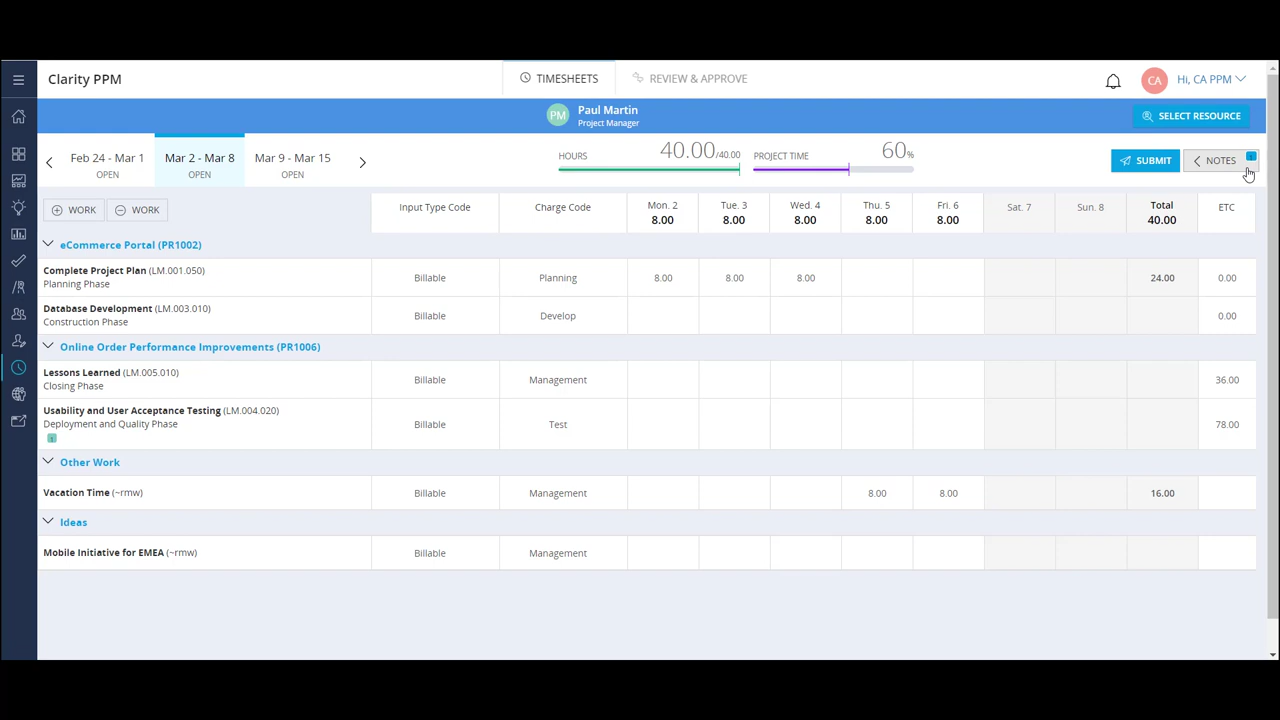 Clarity PPM
TIMESHEETS
REVIEW & APPROVE
CA
Hi, CA PPM
PM
Paul Martin
Project Manager
SELECT RESOURCE
Feb 24 - Mar 1
OPEN
Mar 2 - Mar 8
OPEN
Mar 9 - Mar 15
OPEN
HOURS
40.00/40.00
PROJECT TIME
60%
SUBMIT
NOTES
WORK
WORK
Input Type Code
Charge Code
Mon. 2
8.00
Tue. 3
8.00
Wed. 4
8.00
Thu. 5
8.00
Fri. 6
8.00
Sat. 7
Sun. 8
Total
40.00
ETC
eCommerce Portal (PR1002)
Complete Project Plan (LM.001.050)
Planning Phase
Billable
Planning
8.00
8.00
8.00
24.00
0.00
Database Development (LM.003.010)
Construction Phase
Billable
Develop
0.00
Online Order Performance Improvements (PR1006)
Lessons Learned (LM.005.010)
Closing Phase
Billable
Management
36.00
Usability and User Acceptance Testing (LM.004.020)
Deployment and Quality Phase
Billable
Test
78.00
Other Work
Vacation Time (~rmw)
Billable
Management
8.00
8.00
16.00
Ideas
Mobile Initiative for EMEA (~rmw)
Billable
Management